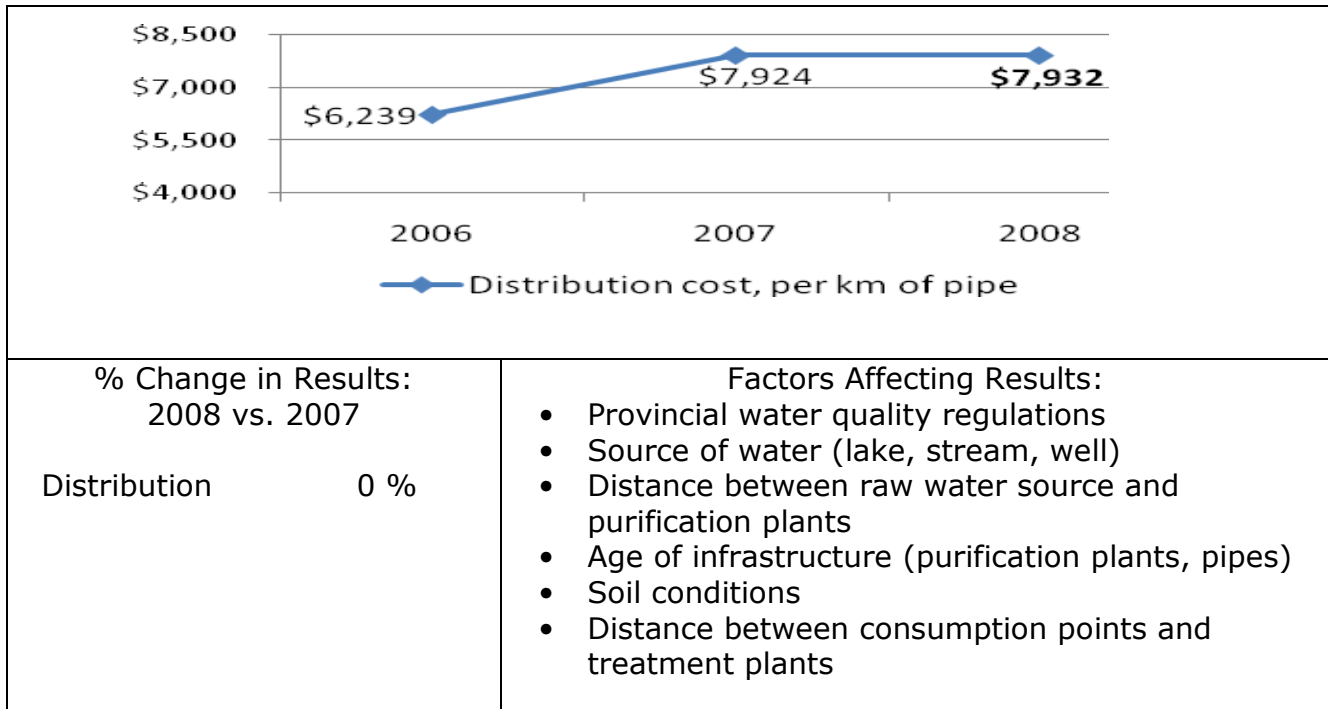 $8,500
$7,000
$5,500
$4,000
$6,239
$7,924
$7,932
2006 2007 2008
Distribution cost, per km of pipe
% Change in Results:
2008 vs. 2007
Distribution 0 %
Factors Affecting Results:
• Provincial water quality regulations
• Source of water (lake, stream, well)
• Distance between raw water source and
purification plants
• Age of infrastructure (purification plants, pipes)
• Soil conditions
• Distance between consumption points and
treatment plants